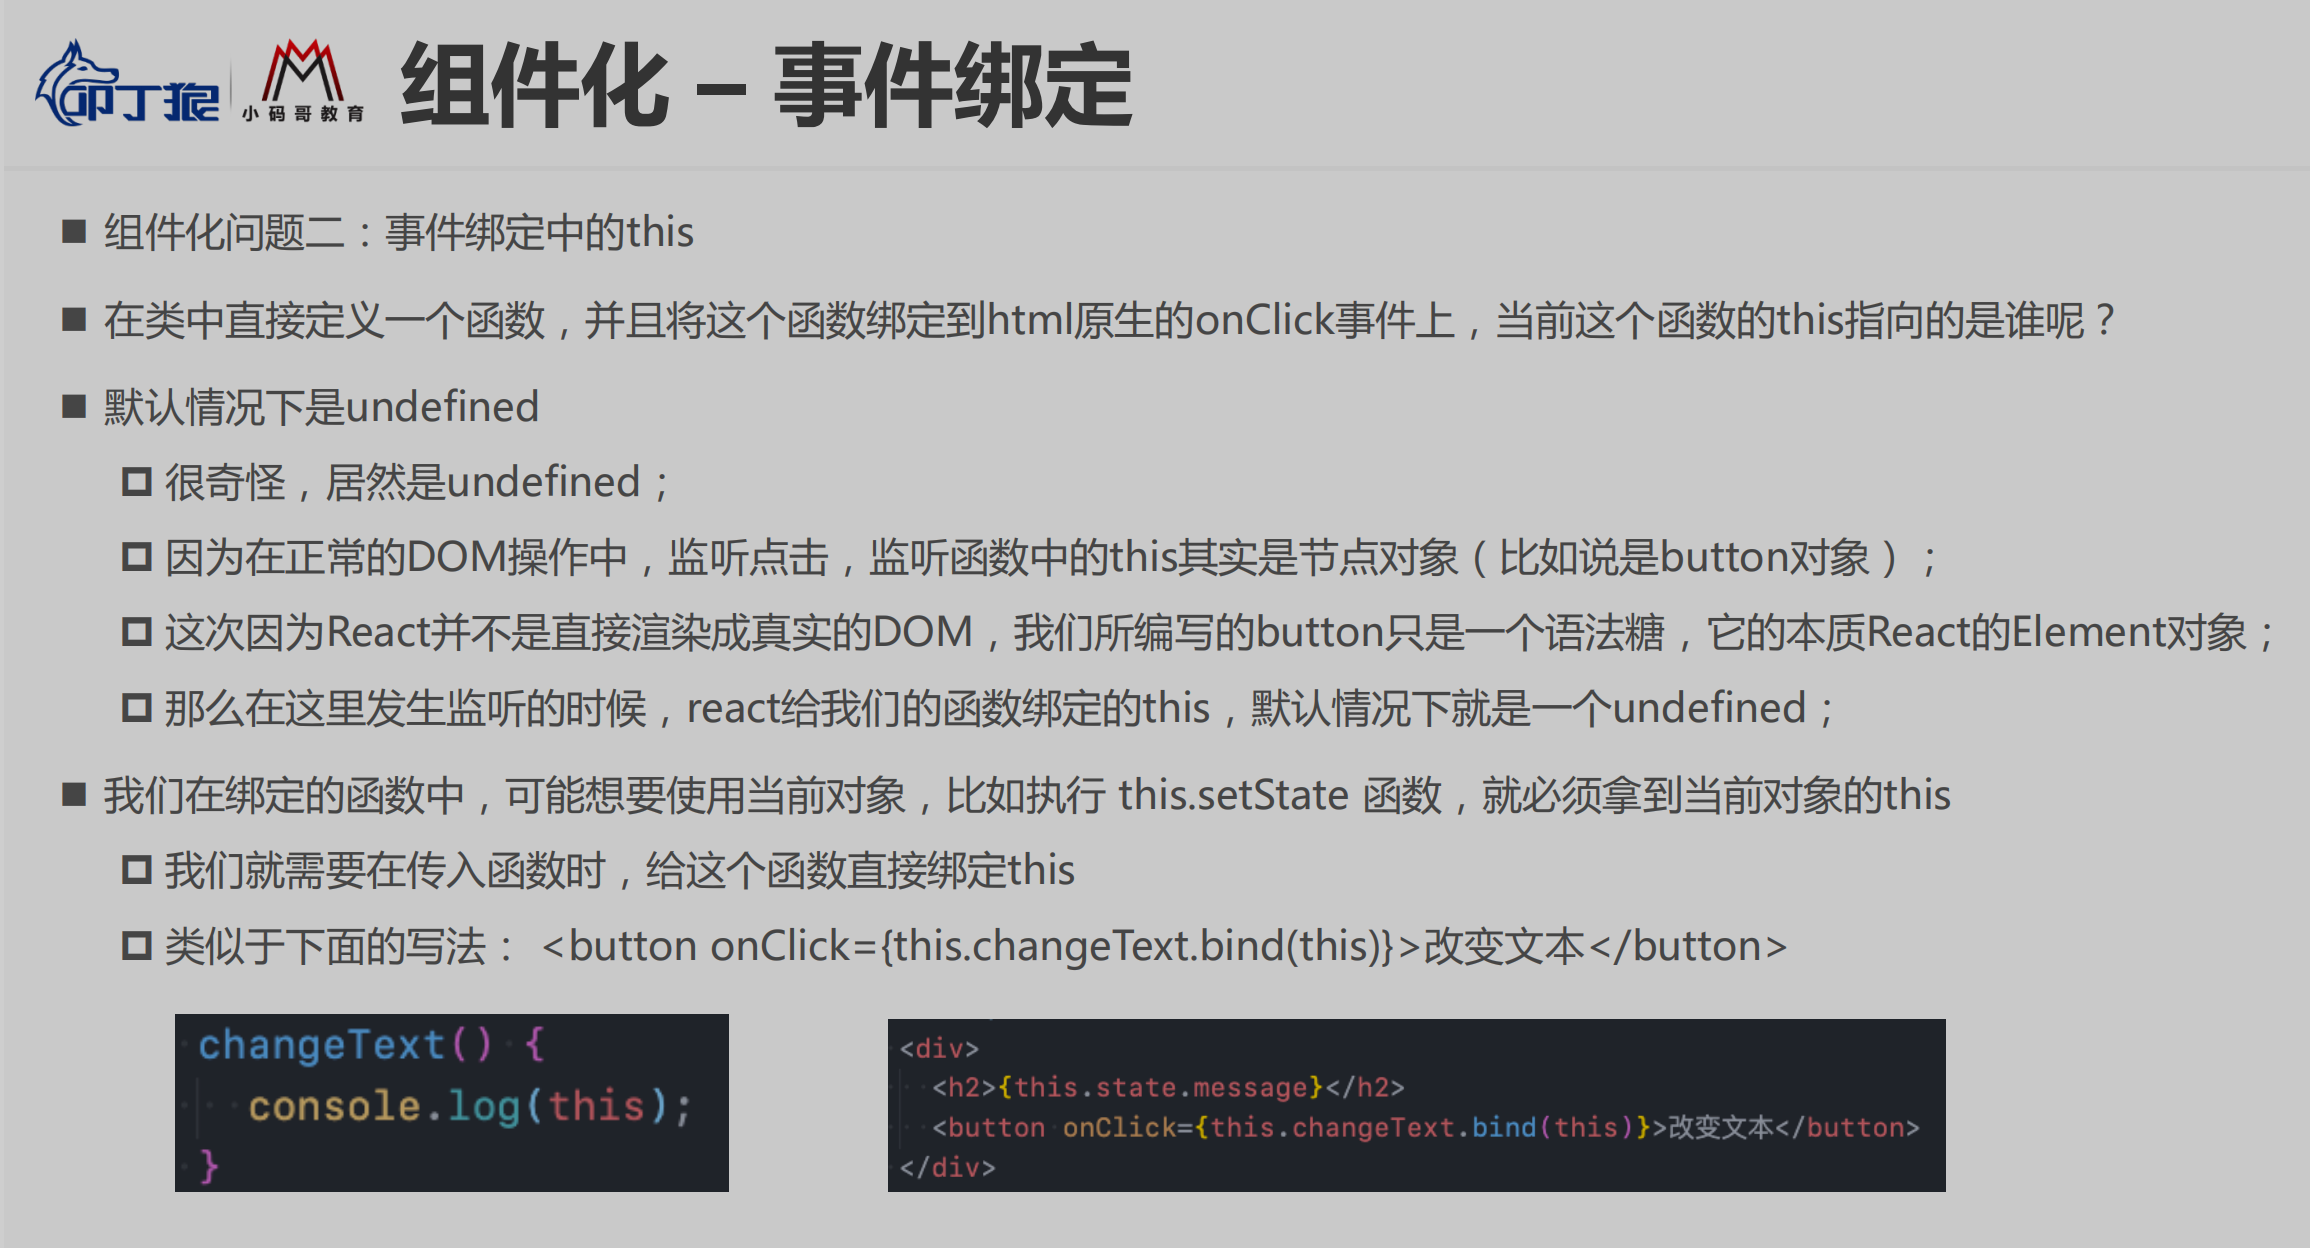 叩丁狼
小码哥教育
组件化 – 事件绑定
组件化问题二：事件绑定中的this
在类中直接定义一个函数，并且将这个函数绑定到html原生的onClick事件上，当前这个函数的this指向的是谁呢？
默认情况下是undefined
很奇怪，居然是undefined；
因为在正常的DOM操作中，监听点击，监听函数中的this其实是节点对象（比如说是button对象）；
这次因为React并不是直接渲染成真实的DOM，我们所编写的button只是一个语法糖，它的本质React的Element对象；
那么在这里发生监听的时候，react给我们的函数绑定的this，默认情况下就是一个undefined；
我们在绑定的函数中，可能想要使用当前对象，比如执行 this.setState 函数，就必须拿到当前对象的this
我们就需要在传入函数时，给这个函数直接绑定this
类似于下面的写法： <button onClick={this.changeText.bind(this)}>改变文本</button>
changeText() {
console.log(this);
}
<div>
<h2>{this.state.message}</h2>
<button onClick={this.changeText.bind(this)}>改变文本</button>
</div>